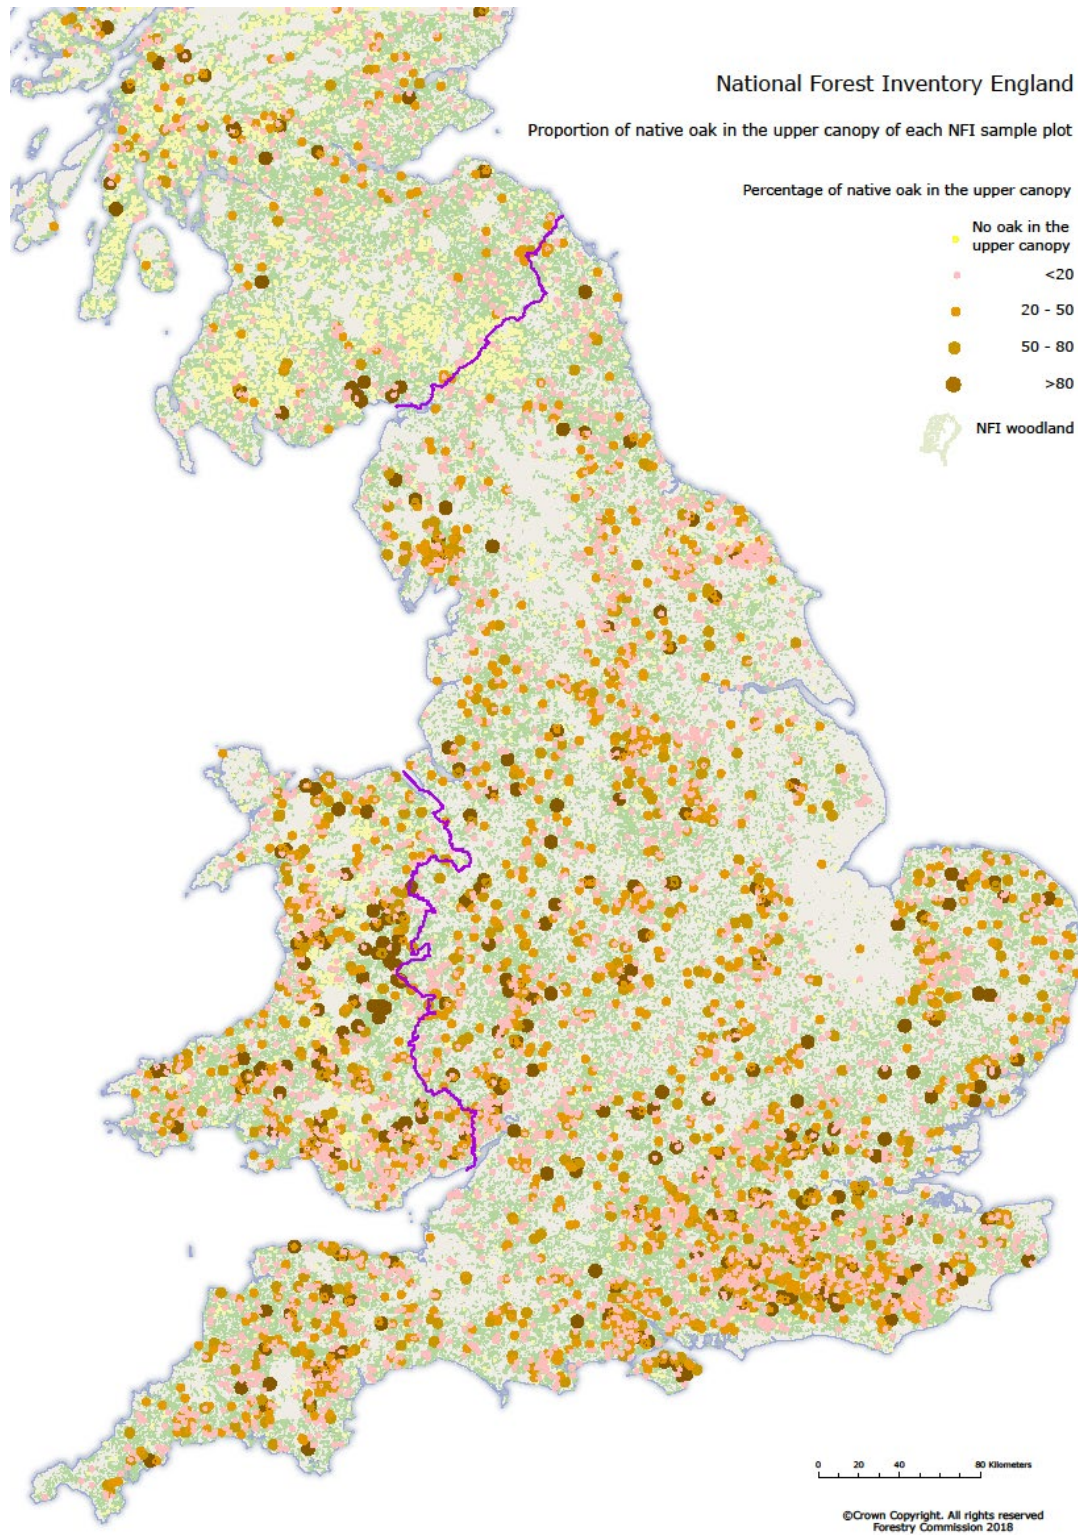 National Forest Inventory England
Proportion of native oak in the upper canopy of each NFI sample plot
Percentage of native oak in the upper canopy
No oak in the
upper canopy
<20
20 - 50
50 - 80
>80
NFI woodland
0 20 40 80 Kilometers
©Crown Copyright. All rights reserved
Forestry Commission 2018